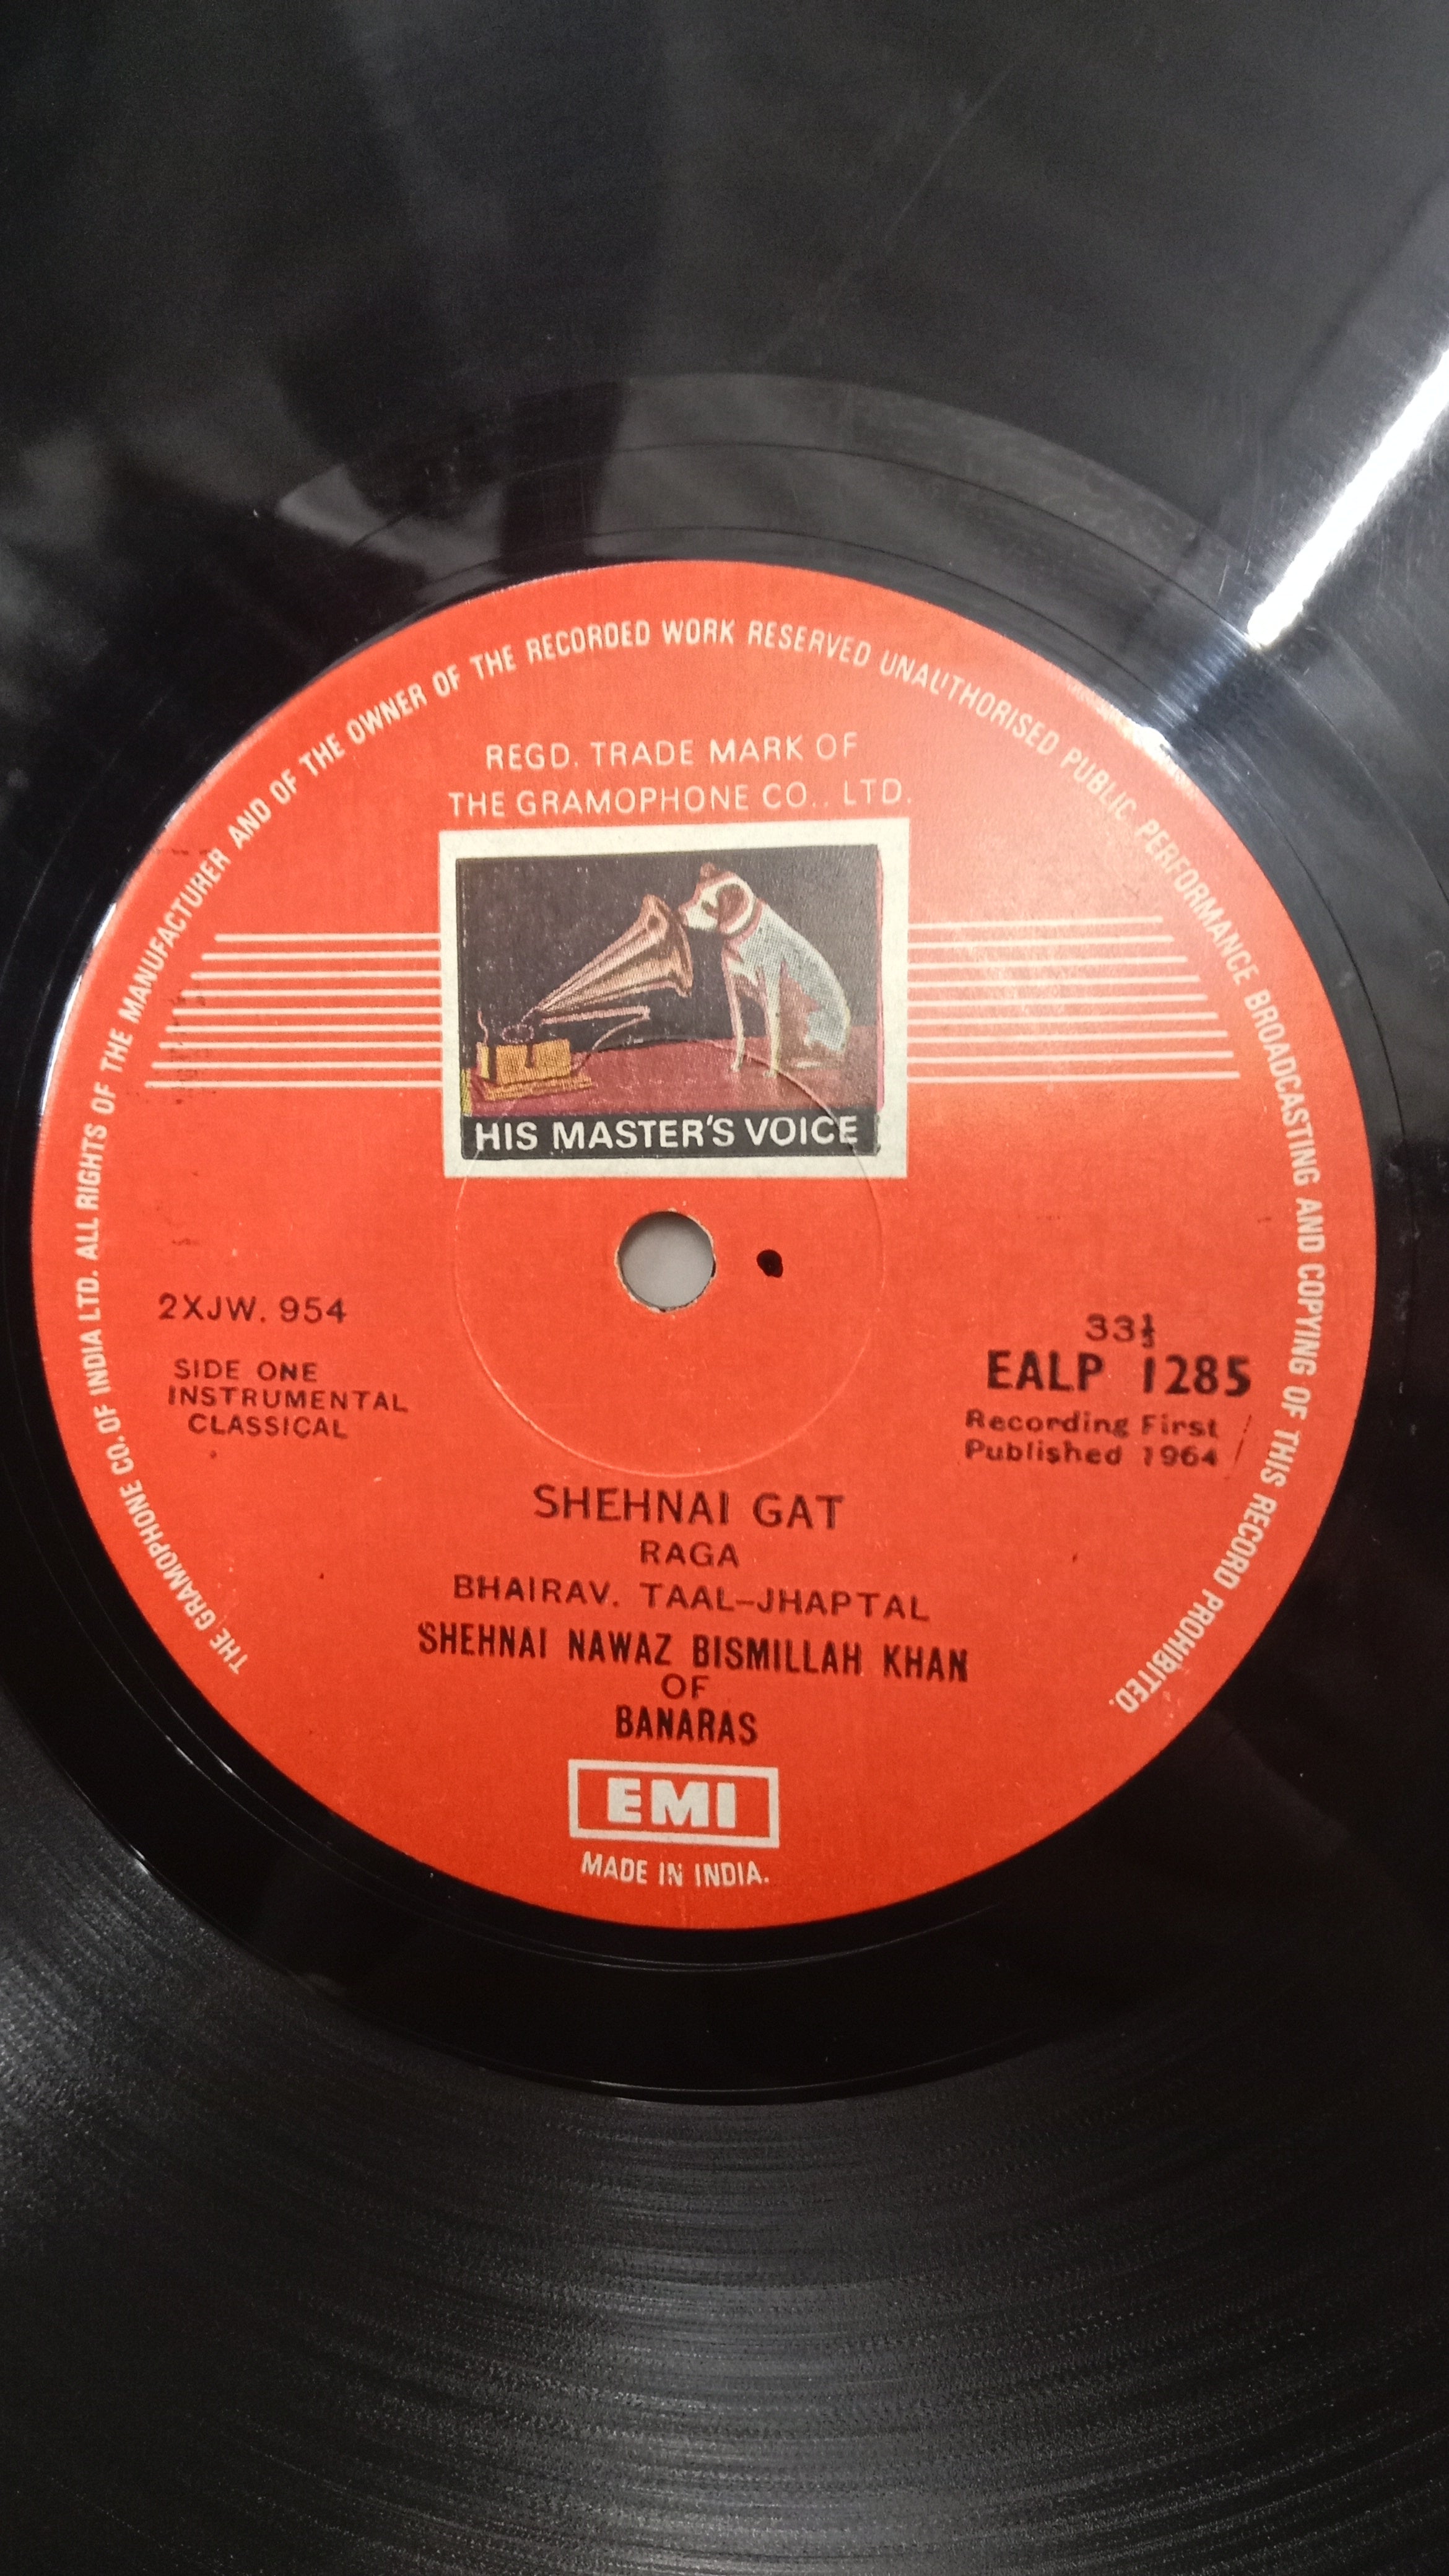 THE GRAMOPHONE CO. OF INDIA LTD. ALL RIGHTS OF THE MANUFACTURER AND OF THE OWNER OF THE RECORDED WORK RESERVED UNAUTHORISED PUBLIC PERFORMANCE BROADCASTING AND COPYING OF THIS RECORD PROHIBITED.
REGD. TRADE MARK OF
THE GRAMOPHONE CO., LTD.
HIS MASTER'S VOICE
2XJW. 954
SIDE ONE
INSTRUMENTAL
CLASSICAL
33⅓
EALP 1285
Recording First
Published 1964
SHEHNAI GAT
RAGA
BHAIRAV. TAAL-JHAPTAL
SHEHNAI NAWAZ BISMILLAH KHAN
OF
BANARAS
EMI
MADE IN INDIA.